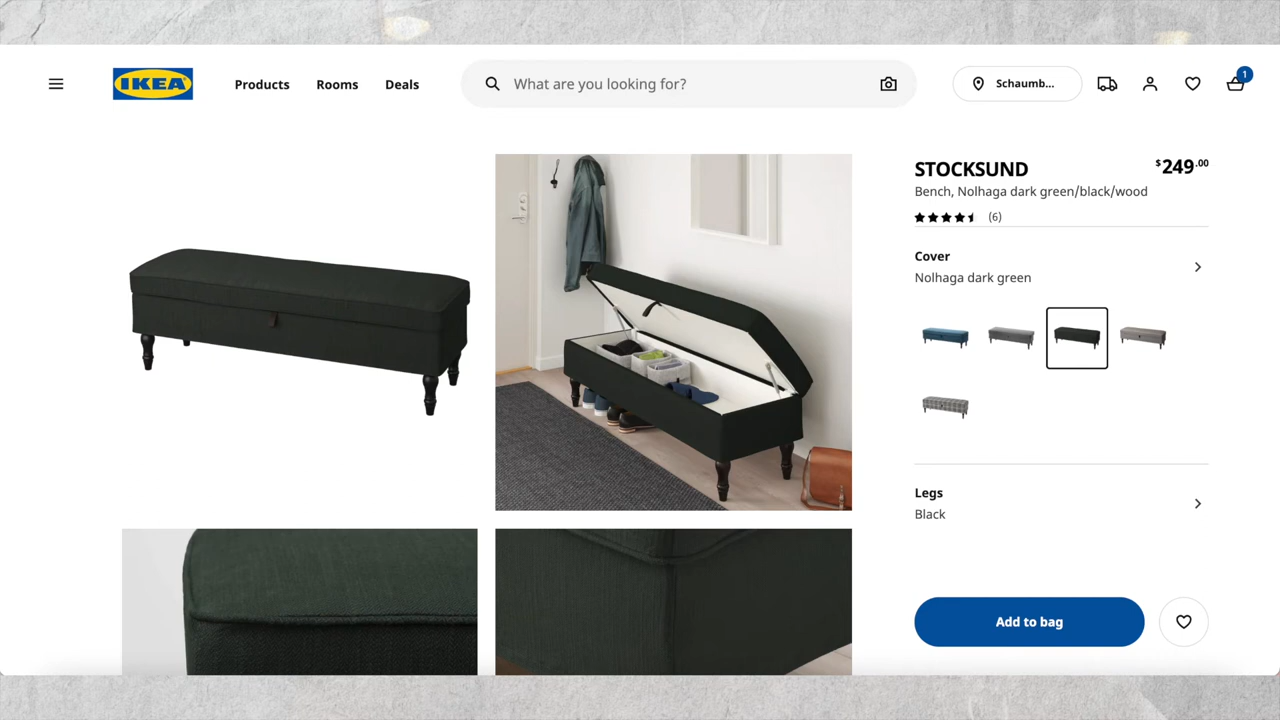 IKEA
Products
Rooms
Deals
What are you looking for?
Schaumb...
1
STOCKSUND
$249.00
Bench, Nolhaga dark green/black/wood
(6)
Cover
Nolhaga dark green
Legs
Black
Add to bag